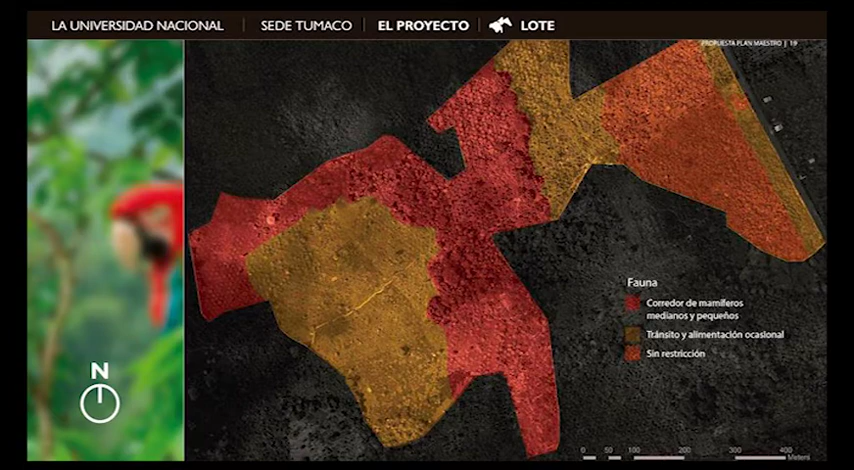 LA UNIVERSIDAD NACIONAL | SEDE TUMACO | EL PROYECTO | LOTE
PROPUESTA PLAN MAESTRO | 19
Fauna
Corredor de mamíferos
medianos y pequeños
Tránsito y alimentación ocasional
Sin restricción
N
0 50 100 200 300 400
Meters